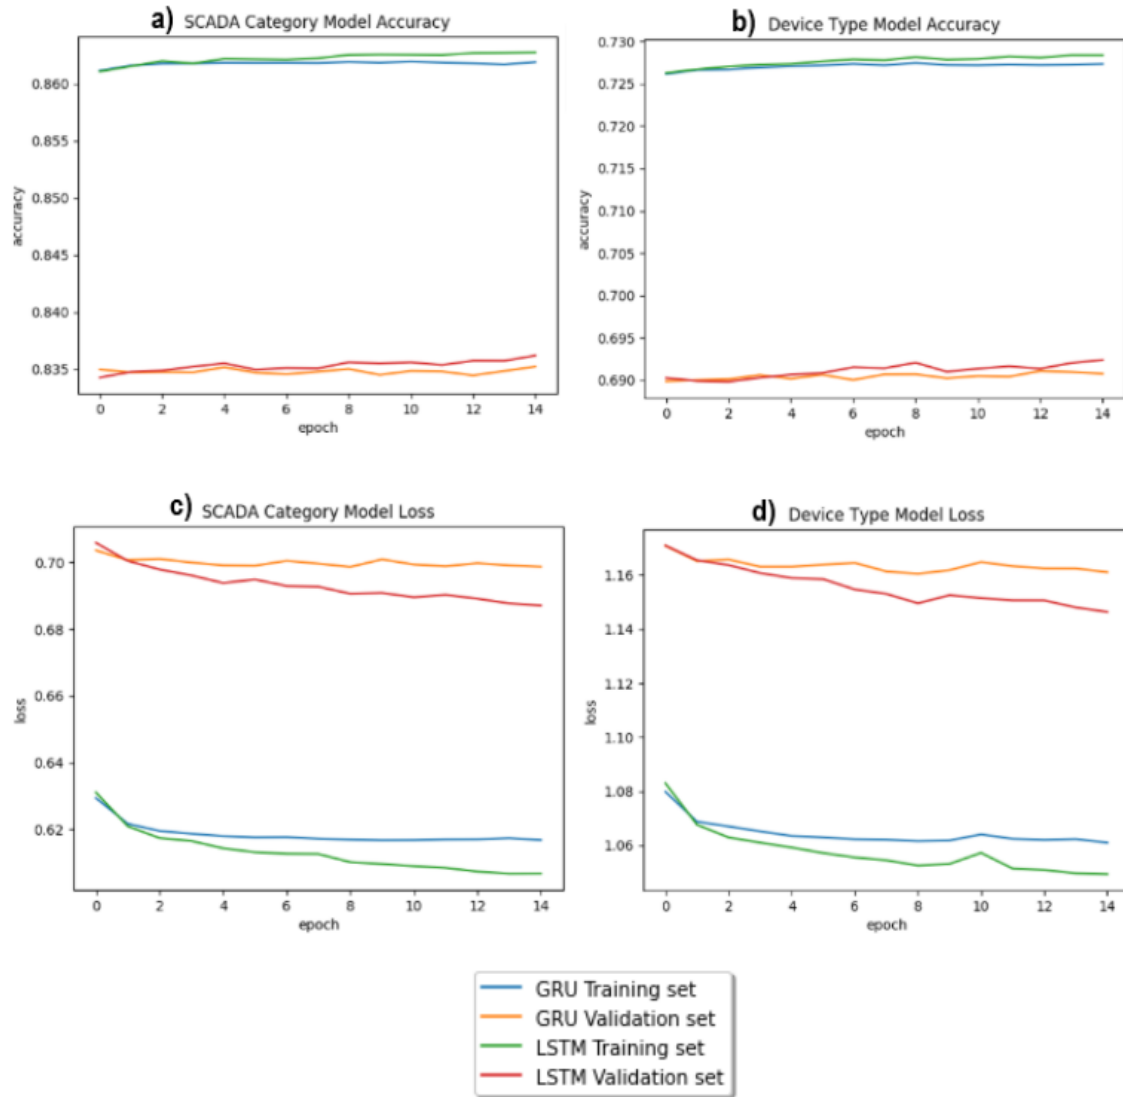 a) SCADA Category Model Accuracy
0.860
0.855
0.850
0.845
0.840
0.835
accuracy
0 2 4 6 8 10 12 14
epoch
b) Device Type Model Accuracy
0.730
0.725
0.720
0.715
0.710
0.705
0.700
0.695
0.690
accuracy
0 2 4 6 8 10 12 14
epoch
c) SCADA Category Model Loss
0.70
0.68
0.66
0.64
0.62
loss
0 2 4 6 8 10 12 14
epoch
d) Device Type Model Loss
1.16
1.14
1.12
1.10
1.08
1.06
loss
0 2 4 6 8 10 12 14
epoch
GRU Training set
GRU Validation set
LSTM Training set
LSTM Validation set